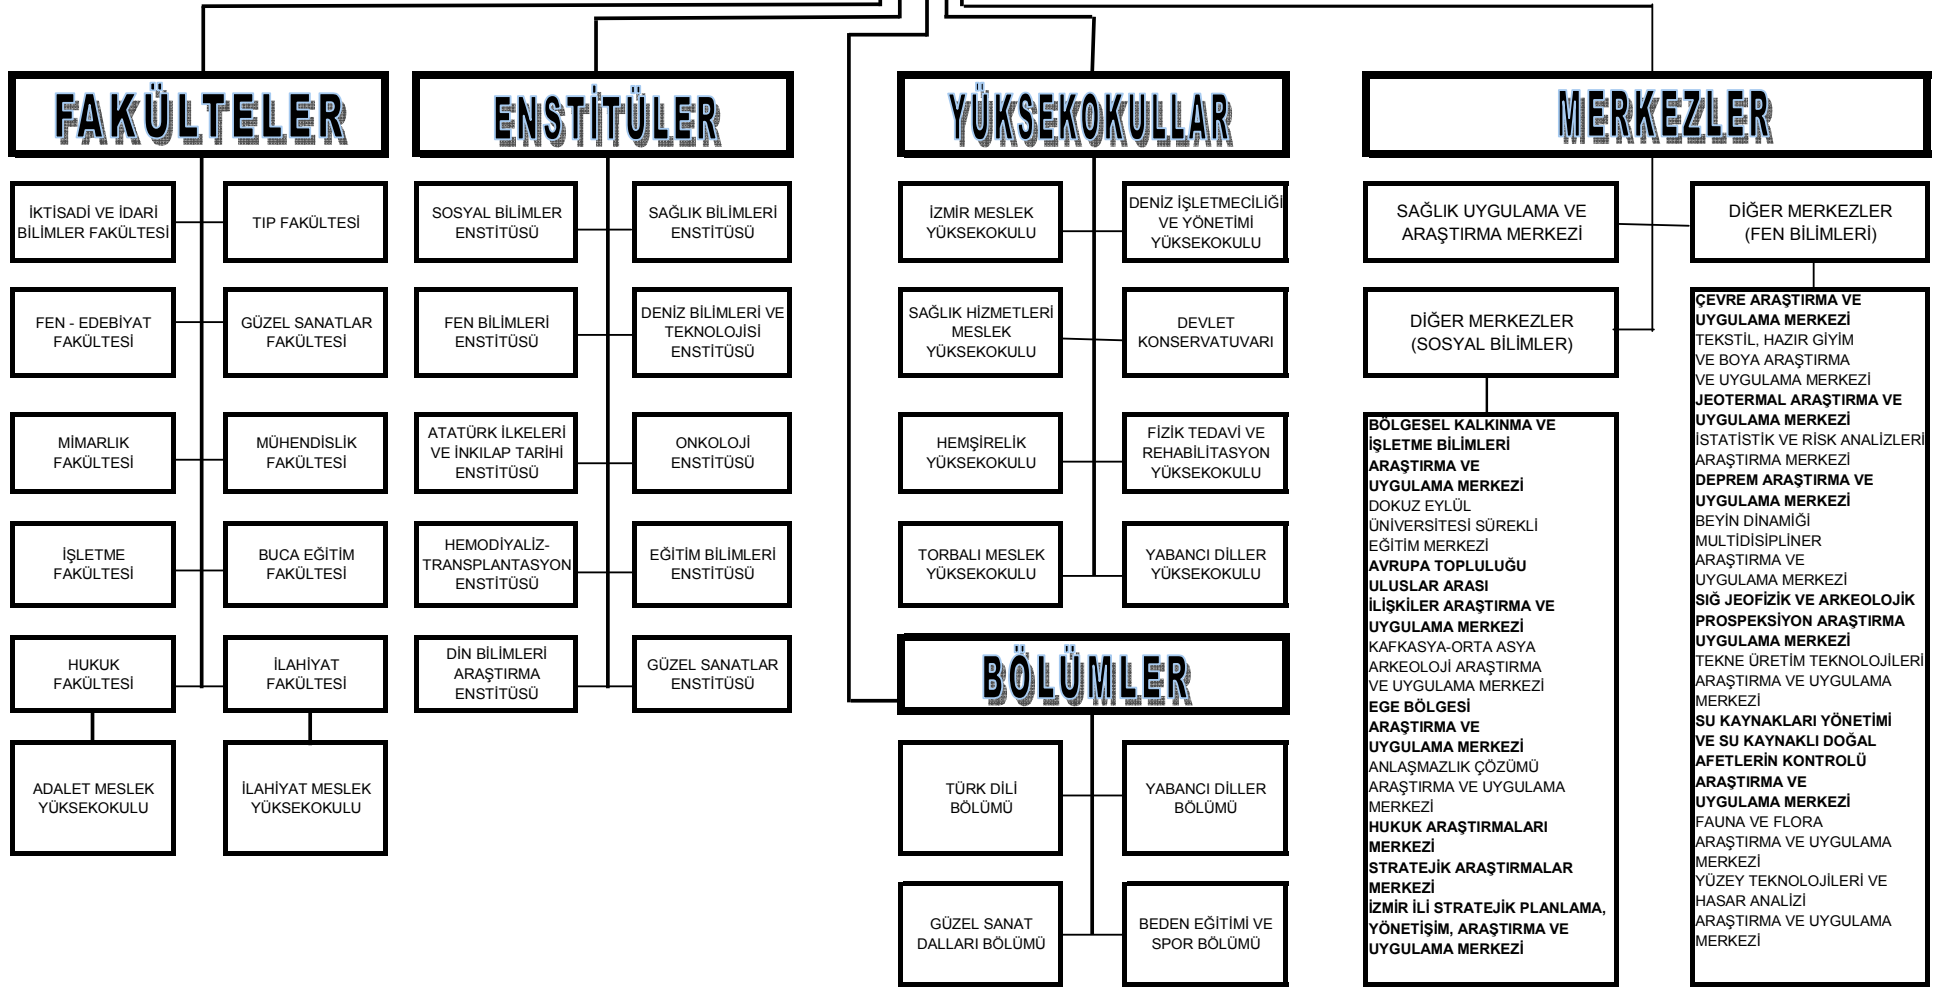 FAKÜLTELER
İKTİSADİ VE İDARİ
BİLİMLER FAKÜLTESİ
TIP FAKÜLTESİ
FEN - EDEBİYAT
FAKÜLTESİ
GÜZEL SANATLAR
FAKÜLTESİ
MİMARLIK
FAKÜLTESİ
MÜHENDİSLİK
FAKÜLTESİ
İŞLETME
FAKÜLTESİ
BUCA EĞİTİM
FAKÜLTESİ
HUKUK
FAKÜLTESİ
İLAHİYAT
FAKÜLTESİ
ADALET MESLEK
YÜKSEKOKULU
İLAHİYAT MESLEK
YÜKSEKOKULU
ENSTİTÜLER
SOSYAL BİLİMLER
ENSTİTÜSÜ
SAĞLIK BİLİMLERİ
ENSTİTÜSÜ
FEN BİLİMLERİ
ENSTİTÜSÜ
DENİZ BİLİMLERİ VE
TEKNOLOJİSİ
ENSTİTÜSÜ
ATATÜRK İLKELERİ
VE İNKILAP TARİHİ
ENSTİTÜSÜ
ONKOLOJİ
ENSTİTÜSÜ
HEMODİYALİZ-
TRANSPLANTASYON
ENSTİTÜSÜ
EĞİTİM BİLİMLERİ
ENSTİTÜSÜ
DİN BİLİMLERİ
ARAŞTIRMA
ENSTİTÜSÜ
GÜZEL SANATLAR
ENSTİTÜSÜ
YÜKSEKOKULLAR
İZMİR MESLEK
YÜKSEKOKULU
DENİZ İŞLETMECİLİĞİ
VE YÖNETİMİ
YÜKSEKOKULU
SAĞLIK HİZMETLERİ
MESLEK
YÜKSEKOKULU
DEVLET
KONSERVATUVARI
HEMŞİRELİK
YÜKSEKOKULU
FİZİK TEDAVİ VE
REHABİLİTASYON
YÜKSEKOKULU
TORBALI MESLEK
YÜKSEKOKULU
YABANCI DİLLER
YÜKSEKOKULU
BÖLÜMLER
TÜRK DİLİ
BÖLÜMÜ
YABANCI DİLLER
BÖLÜMÜ
GÜZEL SANAT
DALLARI BÖLÜMÜ
BEDEN EĞİTİMİ VE
SPOR BÖLÜMÜ
MERKEZLER
SAĞLIK UYGULAMA VE
ARAŞTIRMA MERKEZİ
DİĞER MERKEZLER
(FEN BİLİMLERİ)
DİĞER MERKEZLER
(SOSYAL BİLİMLER)
BÖLGESEL KALKINMA VE
İŞLETME BİLİMLERİ
ARAŞTIRMA VE
UYGULAMA MERKEZİ
DOKUZ EYLÜL
ÜNİVERSİTESİ SÜREKLİ
EĞİTİM MERKEZİ
AVRUPA TOPLULUĞU
ULUSLAR ARASI
İLİŞKİLER ARAŞTIRMA VE
UYGULAMA MERKEZİ
KAFKASYA-ORTA ASYA
ARKEOLOJİ ARAŞTIRMA
VE UYGULAMA MERKEZİ
EGE BÖLGESİ
ARAŞTIRMA VE
UYGULAMA MERKEZİ
ANLAŞMAZLIK ÇÖZÜMÜ
ARAŞTIRMA VE UYGULAMA
MERKEZİ
HUKUK ARAŞTIRMALARI
MERKEZİ
STRATEJİK ARAŞTIRMALAR
MERKEZİ
İZMİR İLİ STRATEJİK PLANLAMA,
YÖNETİŞİM, ARAŞTIRMA VE
UYGULAMA MERKEZİ
ÇEVRE ARAŞTIRMA VE
UYGULAMA MERKEZİ
TEKSTİL, HAZIR GİYİM
VE BOYA ARAŞTIRMA
VE UYGULAMA MERKEZİ
JEOTERMAL ARAŞTIRMA VE
UYGULAMA MERKEZİ
İSTATİSTİK VE RİSK ANALİZLERİ
ARAŞTIRMA MERKEZİ
DEPREM ARAŞTIRMA VE
UYGULAMA MERKEZİ
BEYİN DİNAMİĞİ
MULTİDİSİPLİNER
ARAŞTIRMA VE
UYGULAMA MERKEZİ
SIĞ JEOFİZİK VE ARKEOLOJİK
PROSPEKSİYON ARAŞTIRMA
UYGULAMA MERKEZİ
TEKNE ÜRETİM TEKNOLOJİLERİ
ARAŞTIRMA VE UYGULAMA
MERKEZİ
SU KAYNAKLARI YÖNETİMİ
VE SU KAYNAKLI DOĞAL
AFETLERİN KONTROLÜ
ARAŞTIRMA VE
UYGULAMA MERKEZİ
FAUNA VE FLORA
ARAŞTIRMA VE UYGULAMA
MERKEZİ
YÜZEY TEKNOLOJİLERİ VE
HASAR ANALİZİ
ARAŞTIRMA VE UYGULAMA
MERKEZİ